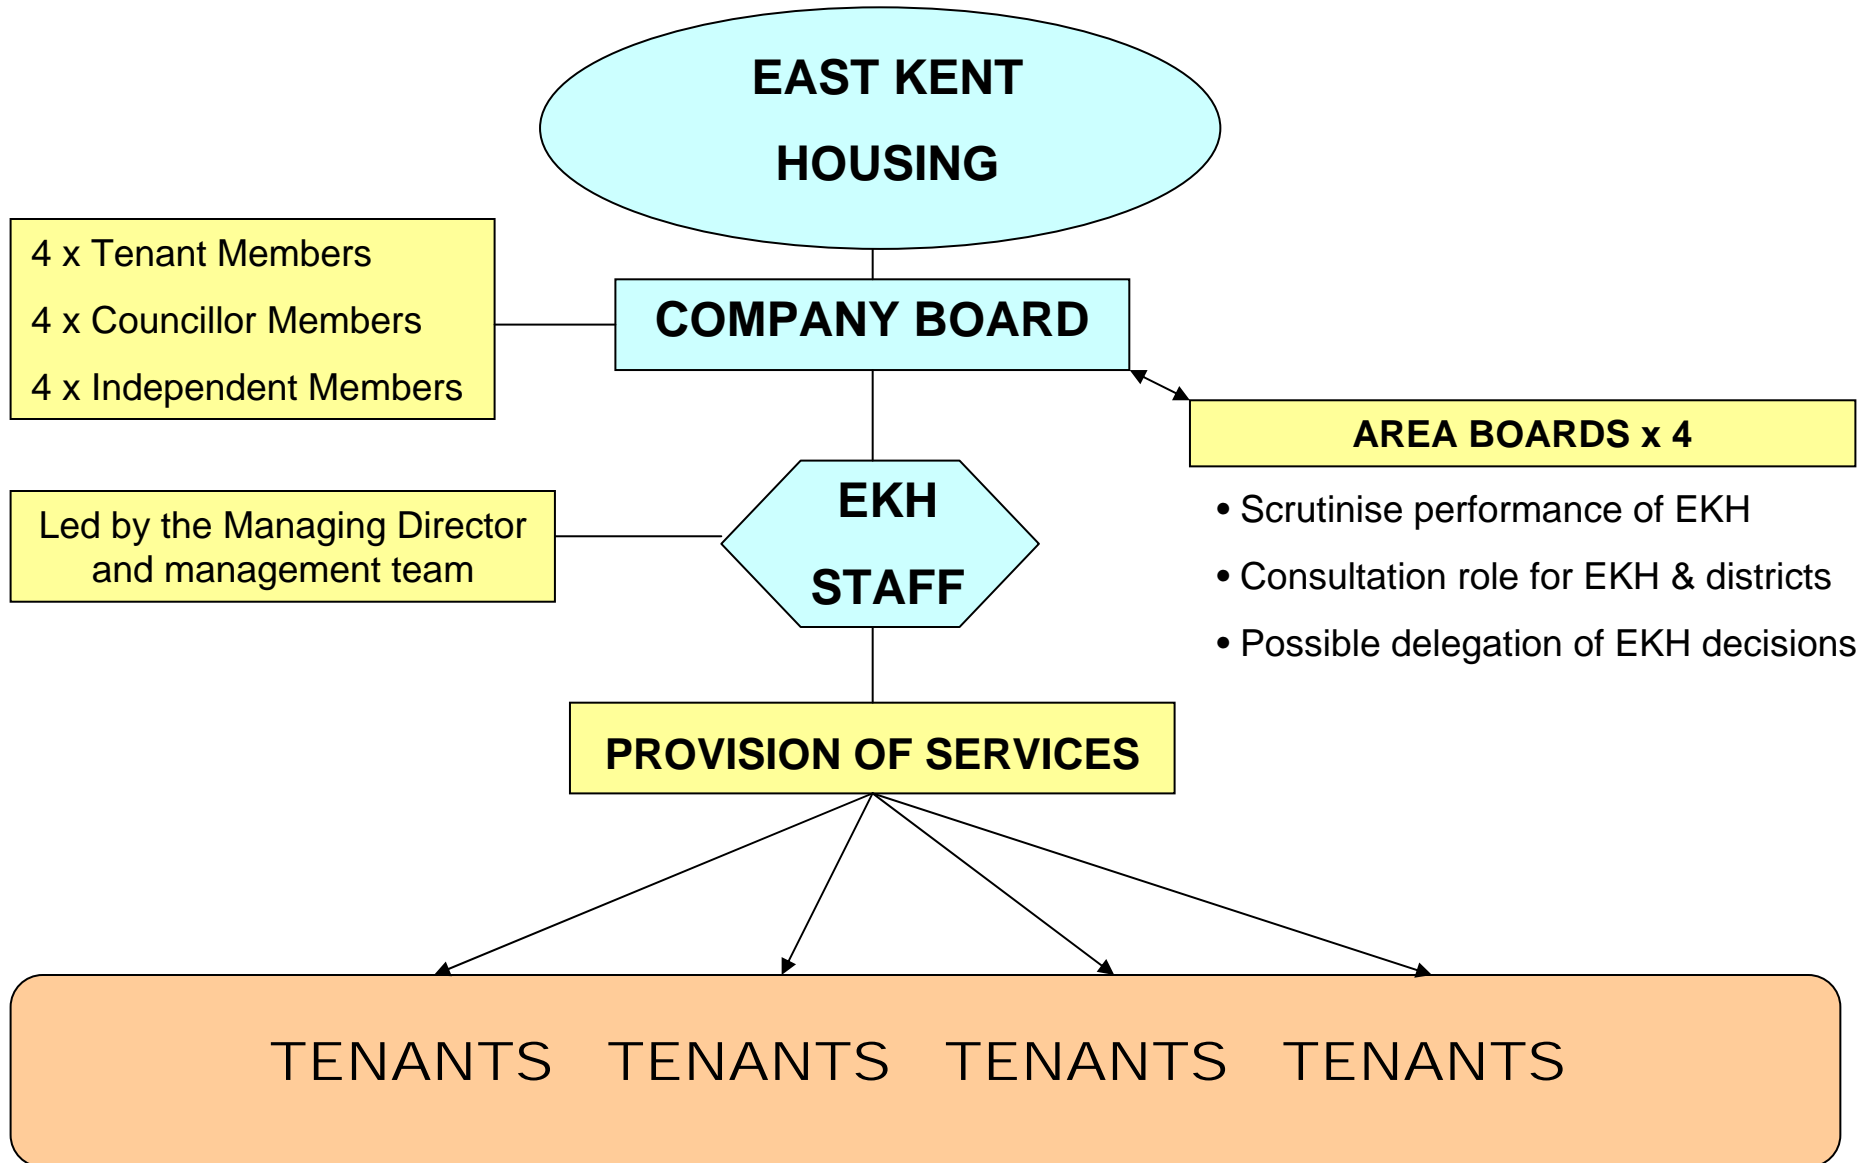 EAST KENT
HOUSING
4 x Tenant Members
4 x Councillor Members
4 x Independent Members
COMPANY BOARD
AREA BOARDS x 4
• Scrutinise performance of EKH
• Consultation role for EKH & districts
• Possible delegation of EKH decisions
Led by the Managing Director
and management team
EKH
STAFF
PROVISION OF SERVICES
TENANTS TENANTS TENANTS TENANTS